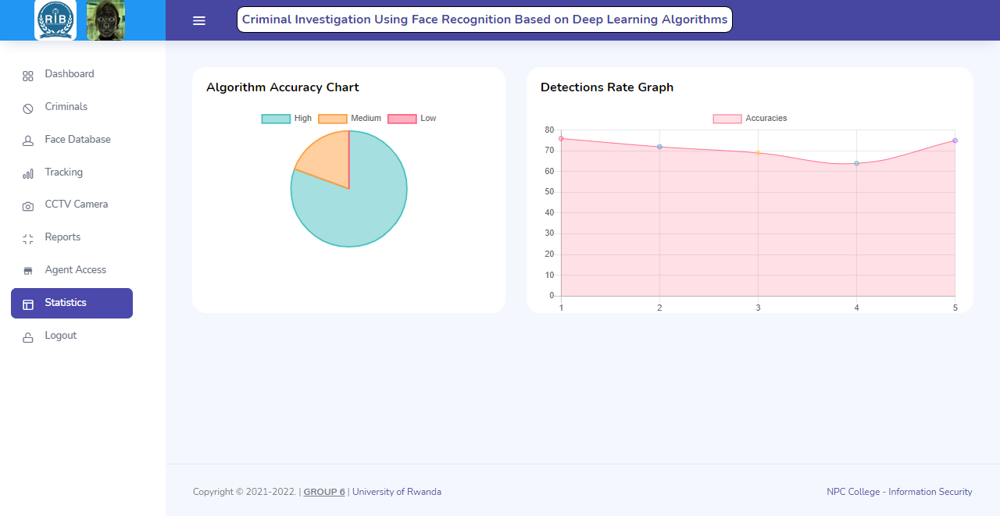 RIB
Criminal Investigation Using Face Recognition Based on Deep Learning Algorithms
Dashboard
Criminals
Face Database
Tracking
CCTV Camera
Reports
Agent Access
Statistics
Logout
Algorithm Accuracy Chart
High Medium Low
Detections Rate Graph
Accuracies
80
70
60
50
40
30
20
10
0
1 2 3 4 5
Copyright © 2021-2022. | GROUP 6 | University of Rwanda
NPC College - Information Security